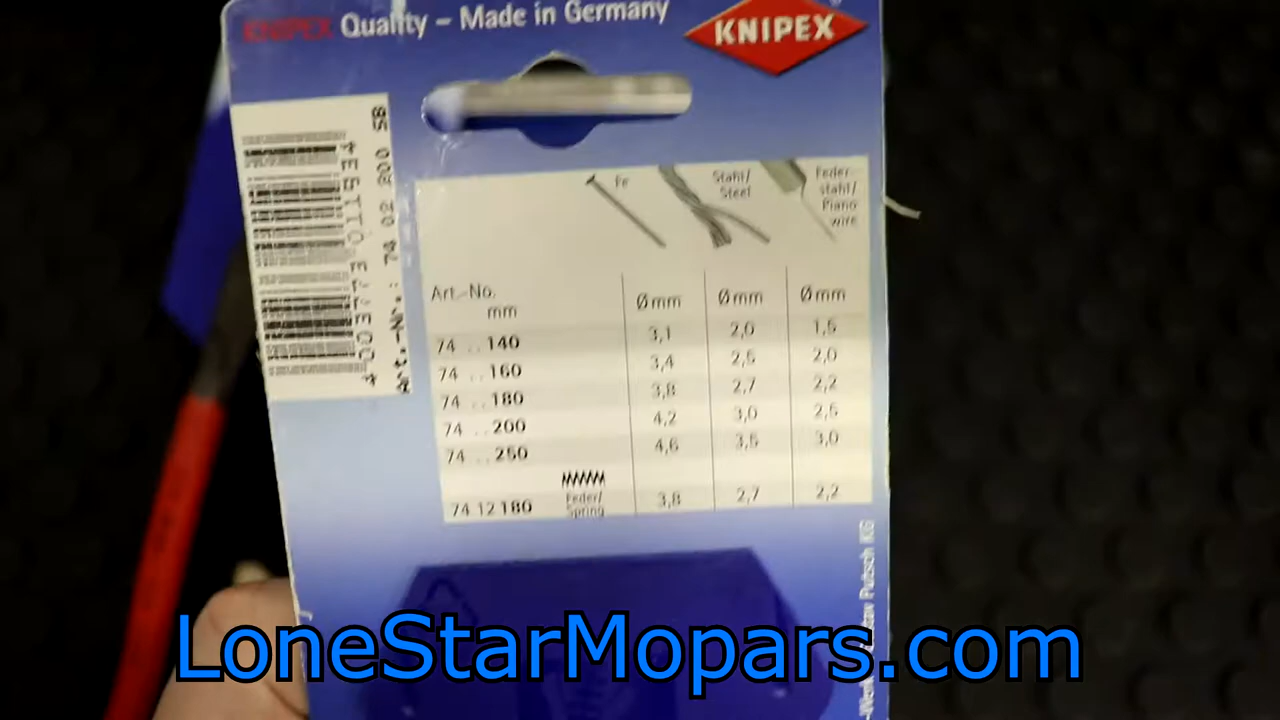 KNIPEX Quality – Made in Germany
KNIPEX
Art.-Nr.: 74 02 200 SB
Fe
Stahl/
Steel
Feder-
stahl/
Piano
wire
Art.-No.
mm
Ømm Ømm Ømm
74 .. 140 3,1 2,0 1,5
74 .. 160 3,4 2,5 2,0
74 .. 180 3,8 2,7 2,2
74 .. 200 4,2 3,0 2,5
74 .. 250 4,6 3,5 3,0
Feder/
Spring
74 12 180 3,8 2,7 2,2
Putsch KG
LoneStarMopars.com